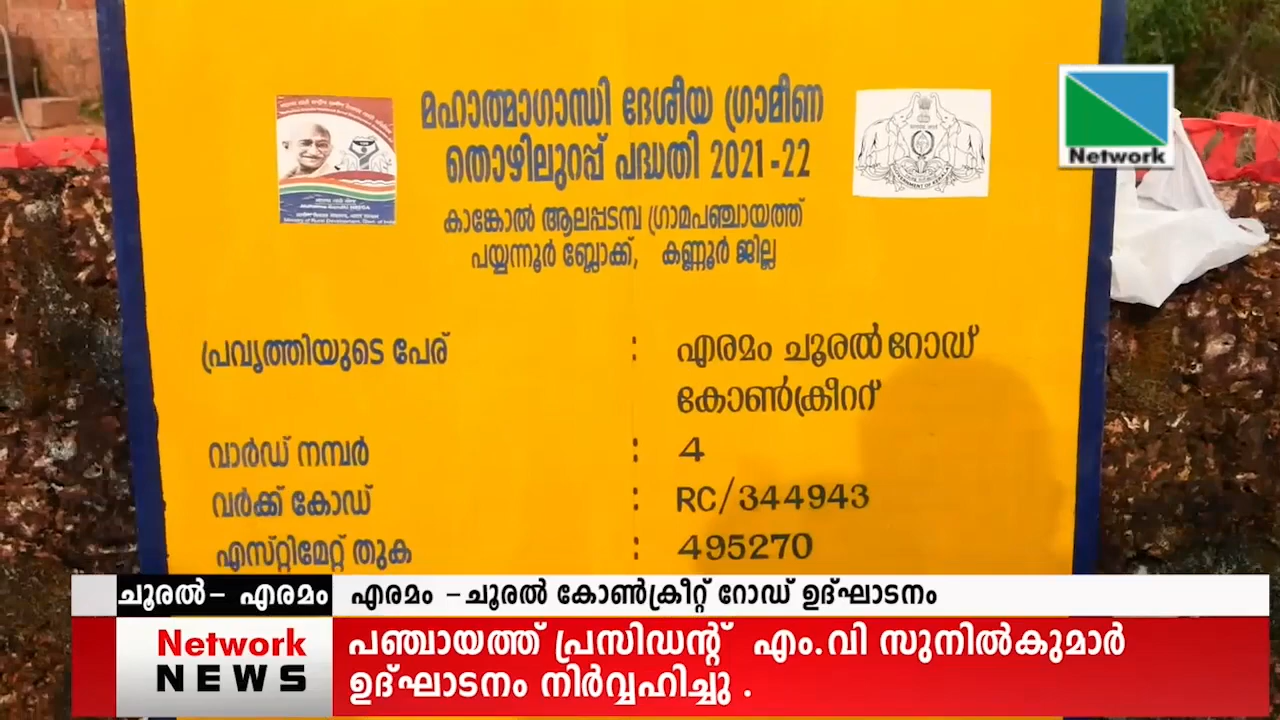 മഹാത്മാഗാന്ധി ദേശീയ ഗ്രാമീണ
തൊഴിലുറപ്പ് പദ്ധതി 2021-22
കാങ്കോൽ ആലപ്പടമ്പ ഗ്രാമപഞ്ചായത്ത്
പയ്യന്നൂർ ബ്ലോക്ക്, കണ്ണൂർ ജില്ല
Network
പ്രവൃത്തിയുടെ പേര് : എരമം ചൂരൽ റോഡ്
കോൺക്രീററ്
വാർഡ് നമ്പർ : 4
വർക്ക് കോഡ് : RC/344943
എസ്റ്റിമേറ്റ് തുക : 495270
ചൂരൽ- എരമം എരമം -ചൂരൽ കോൺക്രീറ്റ് റോഡ് ഉദ്ഘാടനം
Network
NEWS
പഞ്ചായത്ത് പ്രസിഡന്റ് എം.വി സുനിൽകുമാർ
ഉദ്ഘാടനം നിർവ്വഹിച്ചു .